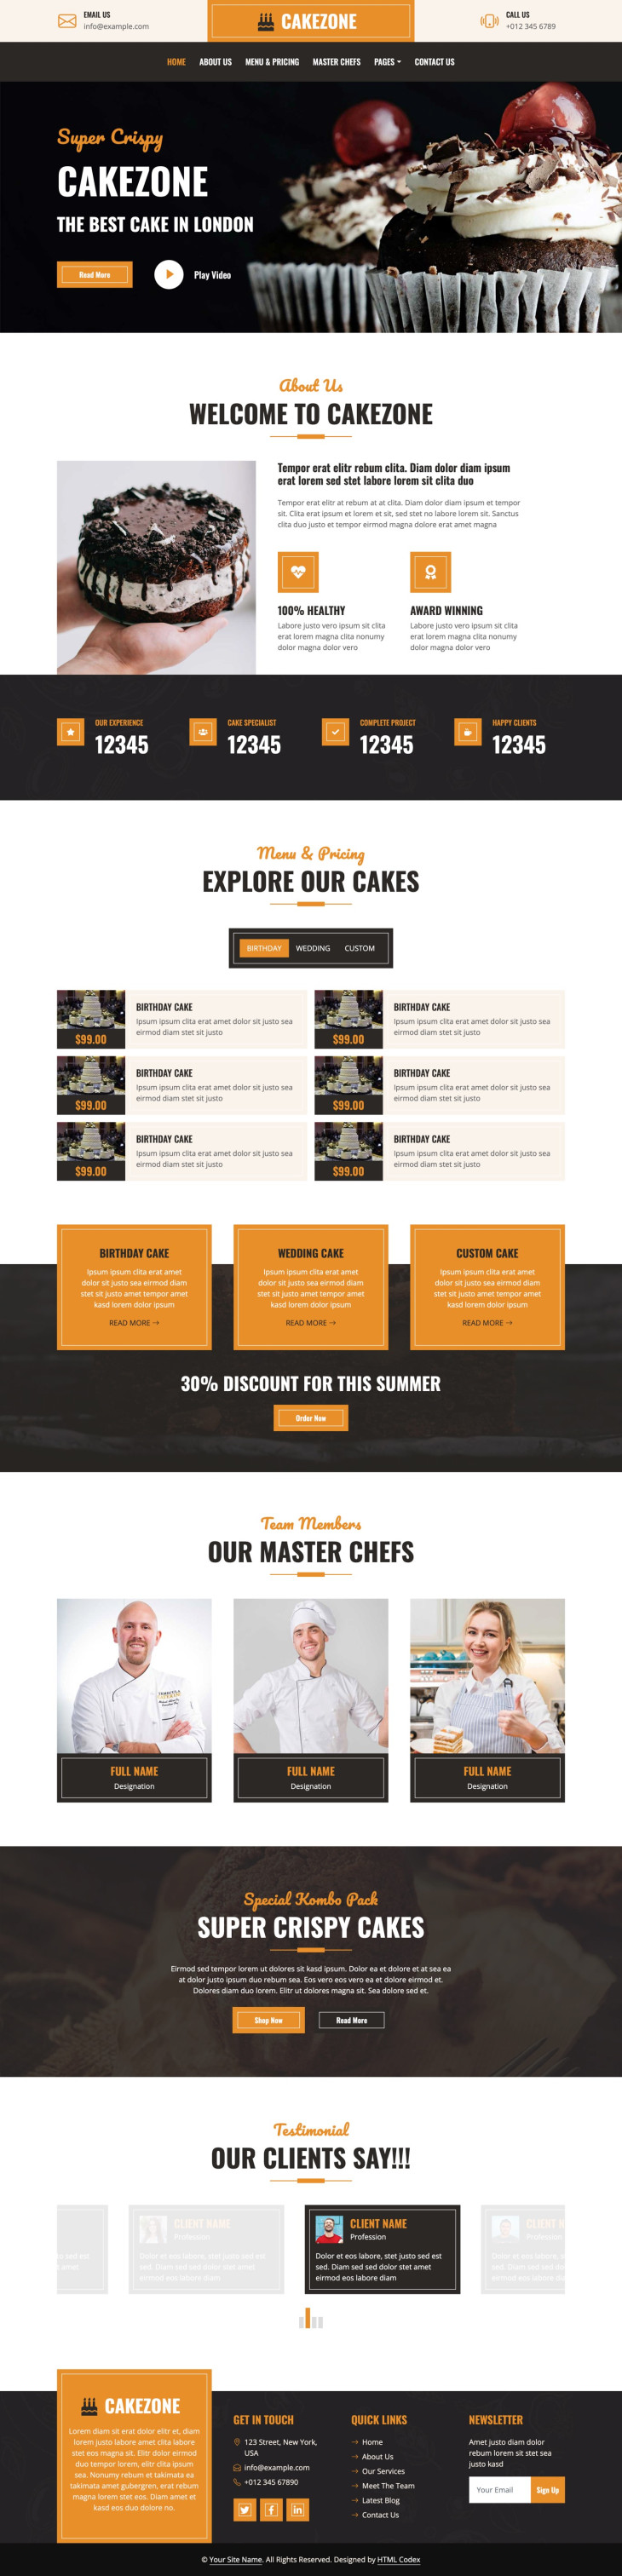 EMAIL US
info@example.com
CAKEZONE
CALL US
+012 345 6789
HOME
ABOUT US
MENU & PRICING
MASTER CHEFS
PAGES
CONTACT US
Super Crispy
CAKEZONE
THE BEST CAKE IN LONDON
Read More
Play Video
About Us
WELCOME TO CAKEZONE
Tempor erat elitr rebum clita. Diam dolor diam ipsum
erat lorem sed stet labore lorem sit clita duo
Tempor erat elitr at rebum at at clita. Diam dolor diam ipsum et tempor
sit. Clita erat ipsum et lorem et sit, sed stet no labore lorem sit. Sanctus
clita duo justo et tempor eirmod magna dolore erat amet magna
100% HEALTHY
Labore justo vero ipsum sit clita
erat lorem magna clita nonumy
dolor magna dolor vero
AWARD WINNING
Labore justo vero ipsum sit clita
erat lorem magna clita nonumy
dolor magna dolor vero
OUR EXPERIENCE
12345
CAKE SPECIALIST
12345
COMPLETE PROJECT
12345
HAPPY CLIENTS
12345
Menu & Pricing
EXPLORE OUR CAKES
BIRTHDAY
WEDDING
CUSTOM
$99.00
BIRTHDAY CAKE
Ipsum ipsum clita erat amet dolor sit justo sea
eirmod diam stet sit justo
$99.00
BIRTHDAY CAKE
Ipsum ipsum clita erat amet dolor sit justo sea
eirmod diam stet sit justo
$99.00
BIRTHDAY CAKE
Ipsum ipsum clita erat amet dolor sit justo sea
eirmod diam stet sit justo
$99.00
BIRTHDAY CAKE
Ipsum ipsum clita erat amet dolor sit justo sea
eirmod diam stet sit justo
$99.00
BIRTHDAY CAKE
Ipsum ipsum clita erat amet dolor sit justo sea
eirmod diam stet sit justo
$99.00
BIRTHDAY CAKE
Ipsum ipsum clita erat amet dolor sit justo sea
eirmod diam stet sit justo
BIRTHDAY CAKE
Ipsum ipsum clita erat amet
dolor sit justo sea eirmod diam
stet sit justo amet tempor amet
kasd lorem dolor ipsum
READ MORE
WEDDING CAKE
Ipsum ipsum clita erat amet
dolor sit justo sea eirmod diam
stet sit justo amet tempor amet
kasd lorem dolor ipsum
READ MORE
CUSTOM CAKE
Ipsum ipsum clita erat amet
dolor sit justo sea eirmod diam
stet sit justo amet tempor amet
kasd lorem dolor ipsum
READ MORE
30% DISCOUNT FOR THIS SUMMER
Order Now
Team Members
OUR MASTER CHEFS
FULL NAME
Designation
FULL NAME
Designation
FULL NAME
Designation
Special Kombo Pack
SUPER CRISPY CAKES
Eirmod sed tempor lorem ut dolores sit kasd ipsum. Dolor ea et dolore et at sea ea
at dolor justo ipsum duo rebum sea. Eos vero eos vero ea et dolore eirmod et.
Dolores diam duo lorem. Elitr ut dolores magna sit. Sea dolore sed et.
Shop Now
Read More
Testimonial
OUR CLIENTS SAY!!!
CLIENT NAME
Profession
Dolor et eos labore, stet justo sed est
sed. Diam sed sed dolor stet amet
eirmod eos labore diam
CLIENT NAME
Profession
Dolor et eos labore, stet justo sed est
sed. Diam sed sed dolor stet amet
eirmod eos labore diam
CAKEZONE
Lorem diam sit erat dolor elitr et, diam
lorem justo labore amet clita labore
stet eos magna sit. Elitr dolor eirmod
duo tempor lorem, elitr clita ipsum
sea. Nonumy rebum et takimata ea
takimata amet gubergren, erat rebum
magna lorem stet eos. Diam amet et
kasd eos duo dolore no.
GET IN TOUCH
123 Street, New York,
USA
info@example.com
+012 345 67890
QUICK LINKS
Home
About Us
Our Services
Meet The Team
Latest Blog
Contact Us
NEWSLETTER
Amet justo diam dolor
rebum lorem sit stet sea
justo kasd
Your Email
Sign Up
© Your Site Name. All Rights Reserved. Designed by HTML Codex